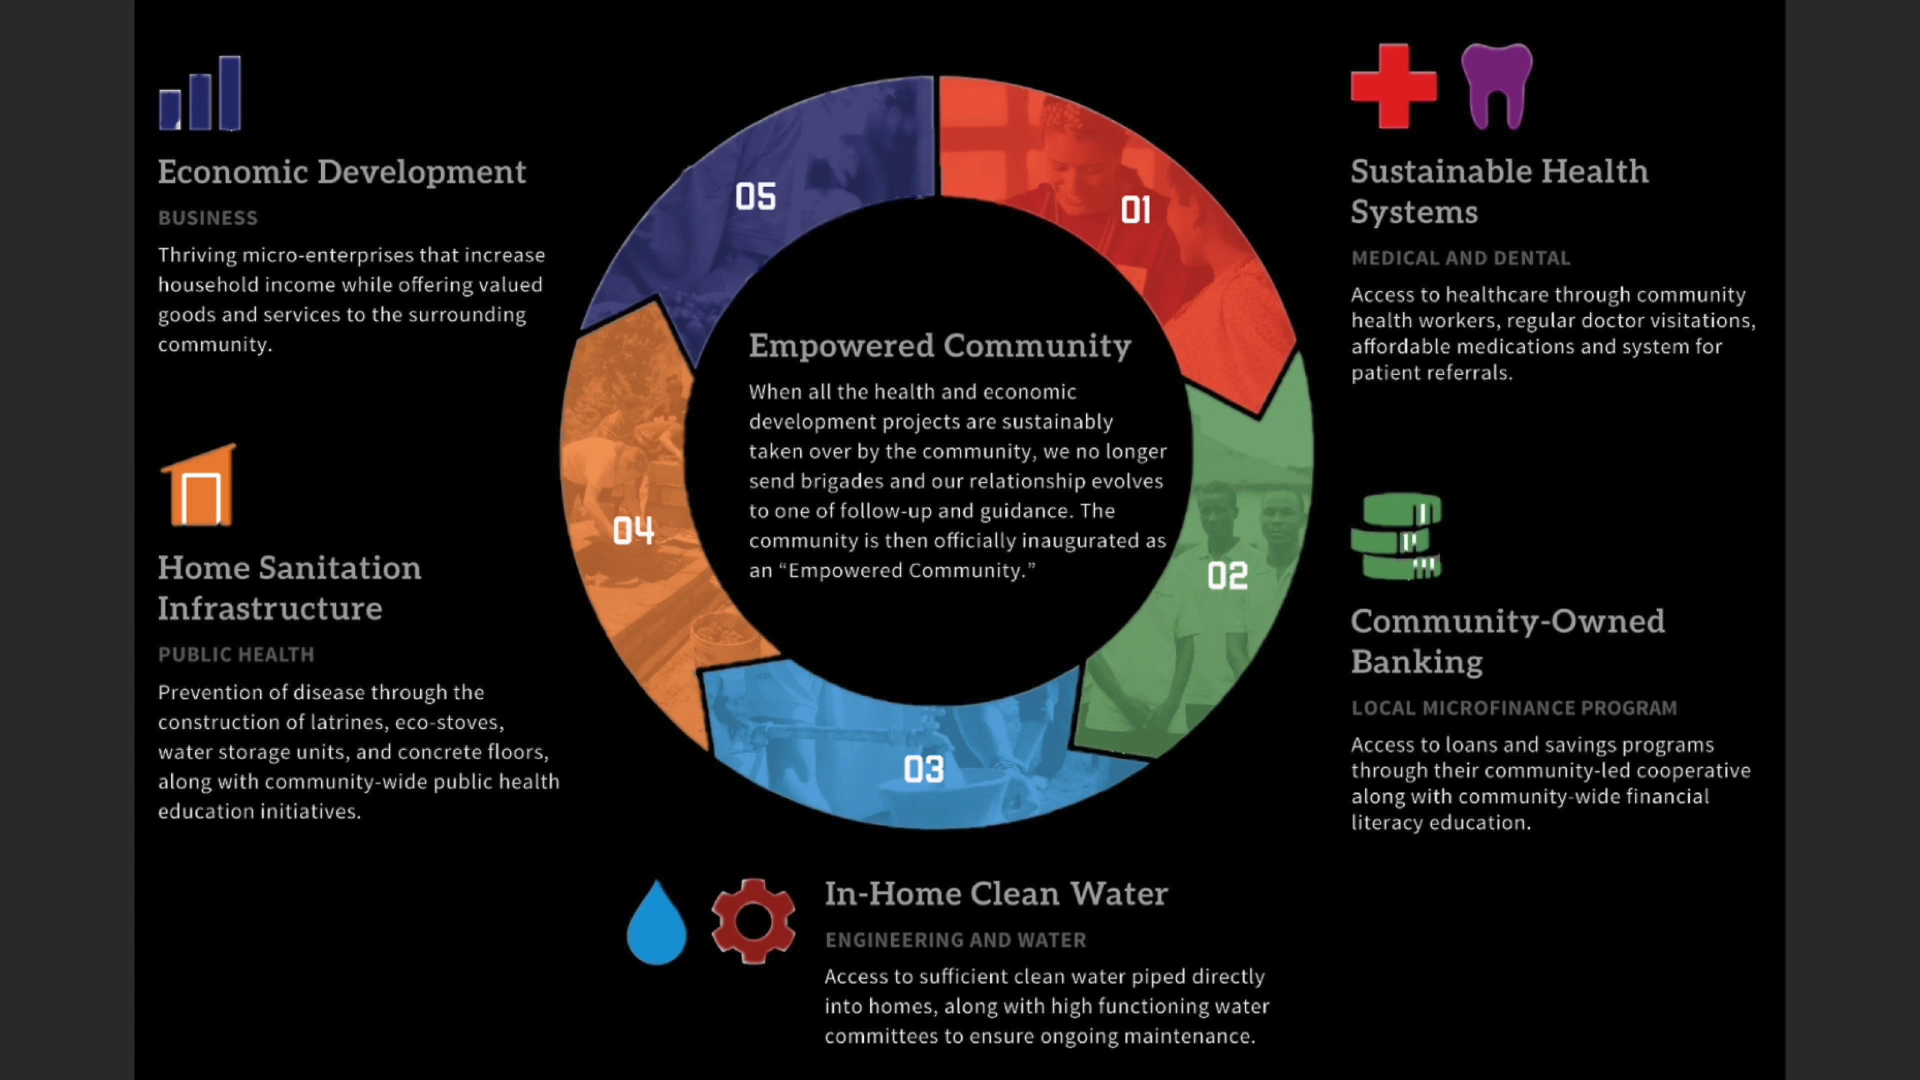 Economic Development
BUSINESS
Thriving micro-enterprises that increase
household income while offering valued
goods and services to the surrounding
community.
Home Sanitation
Infrastructure
PUBLIC HEALTH
Prevention of disease through the
construction of latrines, eco-stoves,
water storage units, and concrete floors,
along with community-wide public health
education initiatives.
05
01
04
02
03
Empowered Community
When all the health and economic
development projects are sustainably
taken over by the community, we no longer
send brigades and our relationship evolves
to one of follow-up and guidance. The
community is then officially inaugurated as
an “Empowered Community.”
Sustainable Health
Systems
MEDICAL AND DENTAL
Access to healthcare through community
health workers, regular doctor visitations,
affordable medications and system for
patient referrals.
Community-Owned
Banking
LOCAL MICROFINANCE PROGRAM
Access to loans and savings programs
through their community-led cooperative
along with community-wide financial
literacy education.
In-Home Clean Water
ENGINEERING AND WATER
Access to sufficient clean water piped directly
into homes, along with high functioning water
committees to ensure ongoing maintenance.